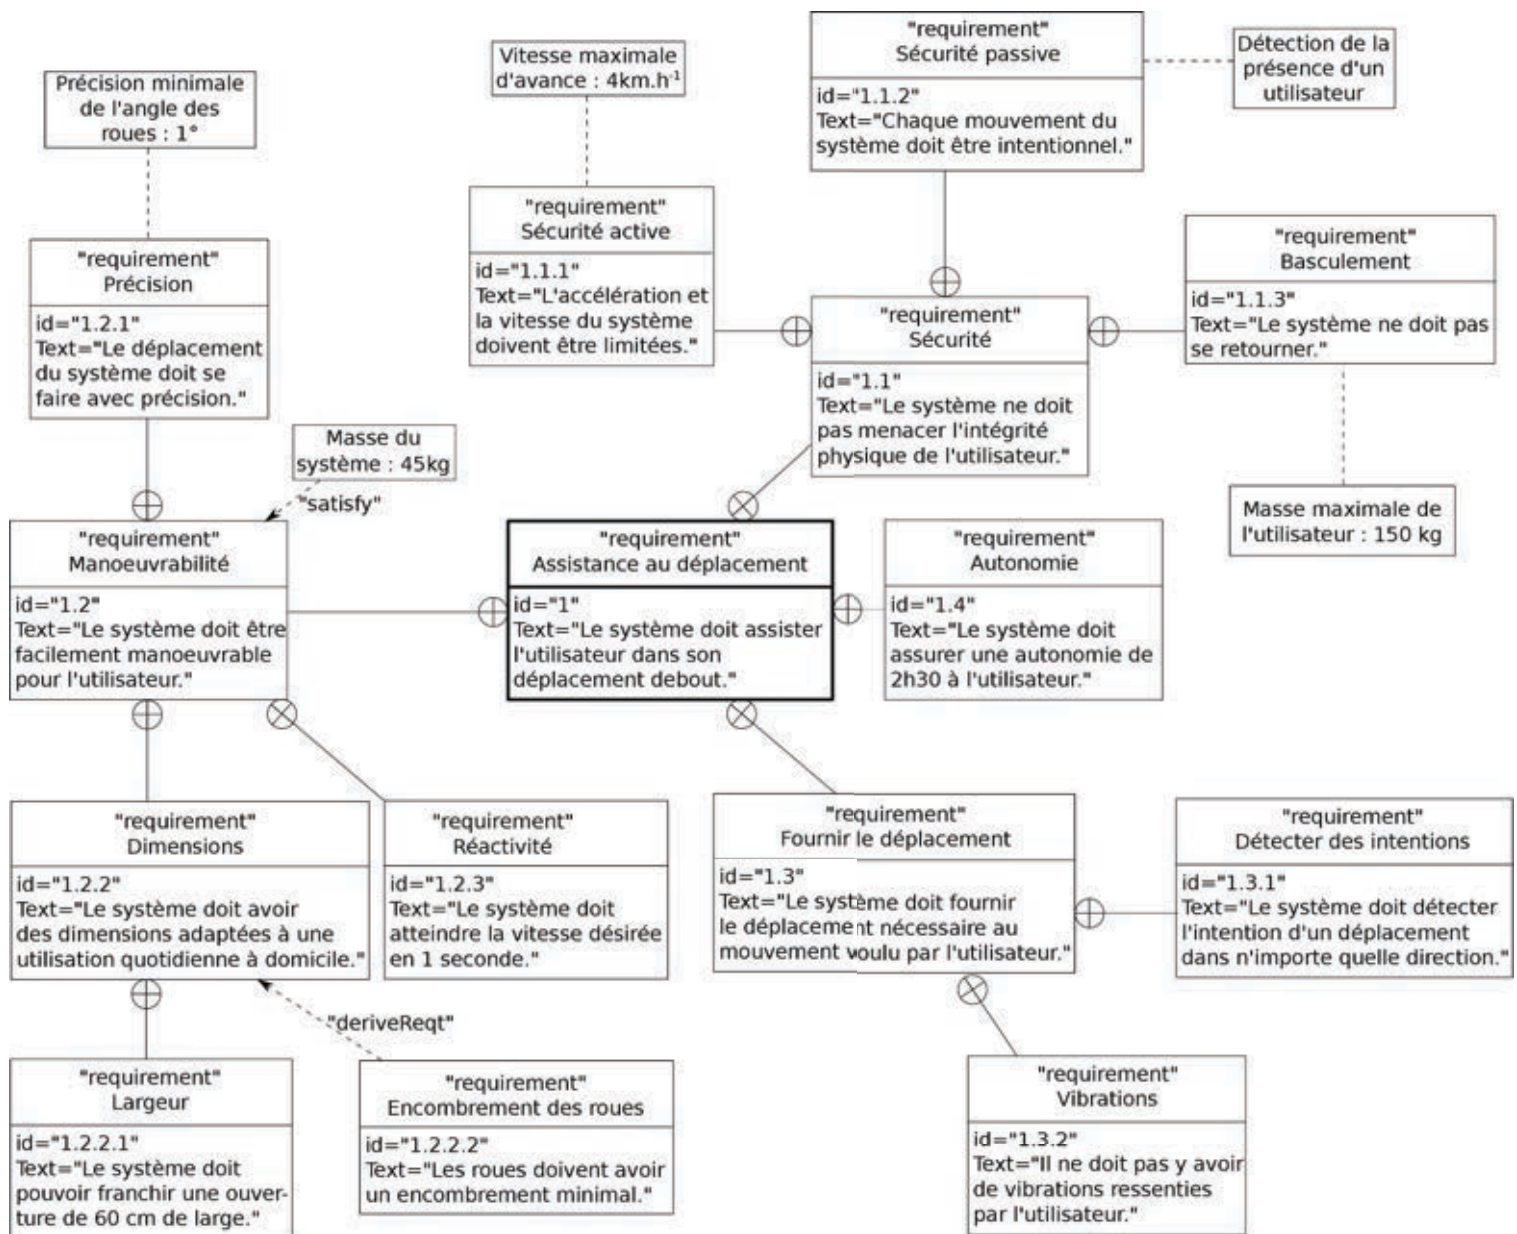 "requirement"
Sécurité passive
id="1.1.2"
Text="Chaque mouvement du
système doit être intentionnel."
Détection de la
présence d'un
utilisateur
Vitesse maximale
d'avance : 4km.h⁻¹
Précision minimale
de l'angle des
roues : 1°
"requirement"
Sécurité active
id="1.1.1"
Text="L'accélération et
la vitesse du système
doivent être limitées."
"requirement"
Basculement
id="1.1.3"
Text="Le système ne doit pas
se retourner."
"requirement"
Précision
id="1.2.1"
Text="Le déplacement
du système doit se
faire avec précision."
"requirement"
Sécurité
id="1.1"
Text="Le système ne doit
pas menacer l'intégrité
physique de l'utilisateur."
Masse du
système : 45kg
"satisfy"
Masse maximale de
l'utilisateur : 150 kg
"requirement"
Manoeuvrabilité
id="1.2"
Text="Le système doit être
facilement manoeuvrable
pour l'utilisateur."
"requirement"
Assistance au déplacement
id="1"
Text="Le système doit assister
l'utilisateur dans son
déplacement debout."
"requirement"
Autonomie
id="1.4"
Text="Le système doit
assurer une autonomie de
2h30 à l'utilisateur."
"requirement"
Dimensions
id="1.2.2"
Text="Le système doit avoir
des dimensions adaptées à une
utilisation quotidienne à domicile."
"requirement"
Réactivité
id="1.2.3"
Text="Le système doit
atteindre la vitesse désirée
en 1 seconde."
"requirement"
Fournir le déplacement
id="1.3"
Text="Le système doit fournir
le déplacement nécessaire au
mouvement voulu par l'utilisateur."
"requirement"
Détecter des intentions
id="1.3.1"
Text="Le système doit détecter
l'intention d'un déplacement
dans n'importe quelle direction."
"deriveReqt"
"requirement"
Largeur
id="1.2.2.1"
Text="Le système doit
pouvoir franchir une ouver-
ture de 60 cm de large."
"requirement"
Encombrement des roues
id="1.2.2.2"
Text="Les roues doivent avoir
un encombrement minimal."
"requirement"
Vibrations
id="1.3.2"
Text="Il ne doit pas y avoir
de vibrations ressenties
par l'utilisateur."